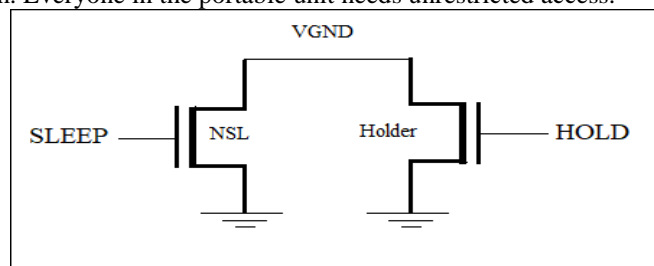 . Everyone in the portable unit needs unrestricted access.
VGND
SLEEP NSL Holder HOLD